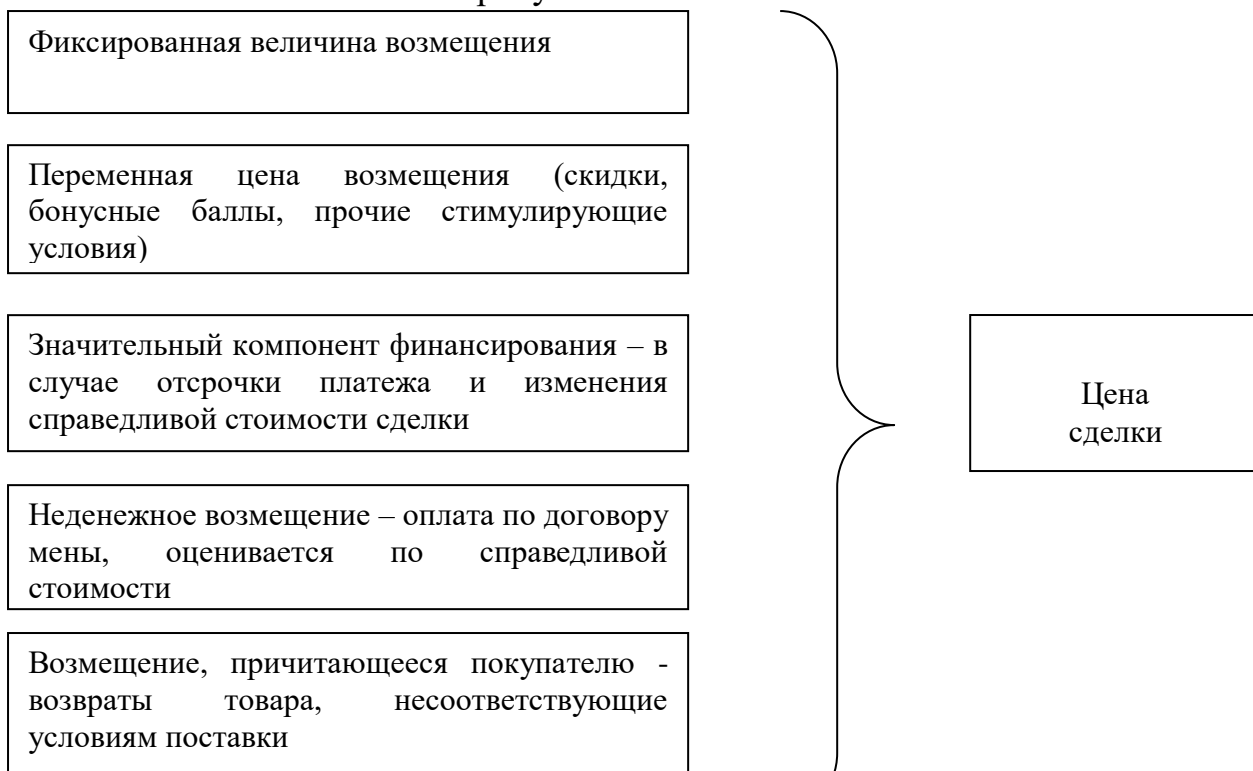 Фиксированная величина возмещения
Переменная цена возмещения (скидки,
бонусные баллы, прочие стимулирующие
условия)
Значительный компонент финансирования – в
случае отсрочки платежа и изменения
справедливой стоимости сделки
Цена
сделки
Неденежное возмещение – оплата по договору
мены, оценивается по справедливой
стоимости
Возмещение, причитающееся покупателю -
возвраты товара, несоответствующие
условиям поставки